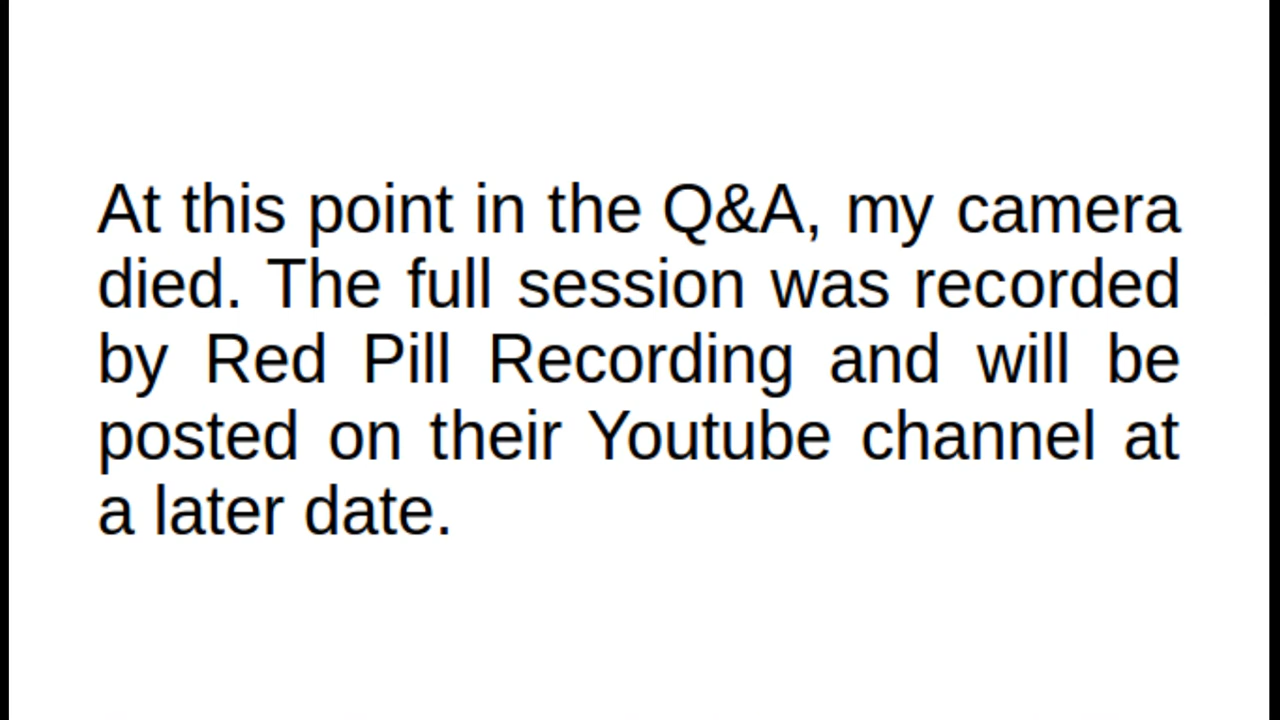 At this point in the Q&A, my camera
died. The full session was recorded
by Red Pill Recording and will be
posted on their Youtube channel at
a later date.